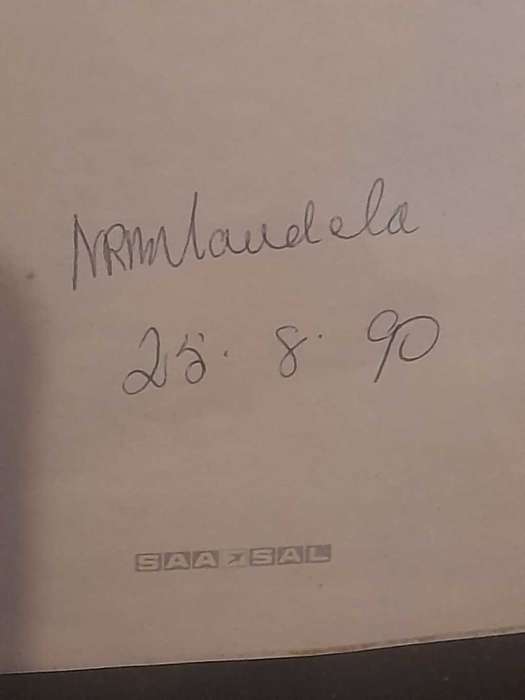 NRMandela
25. 8. 90
SAA SAL